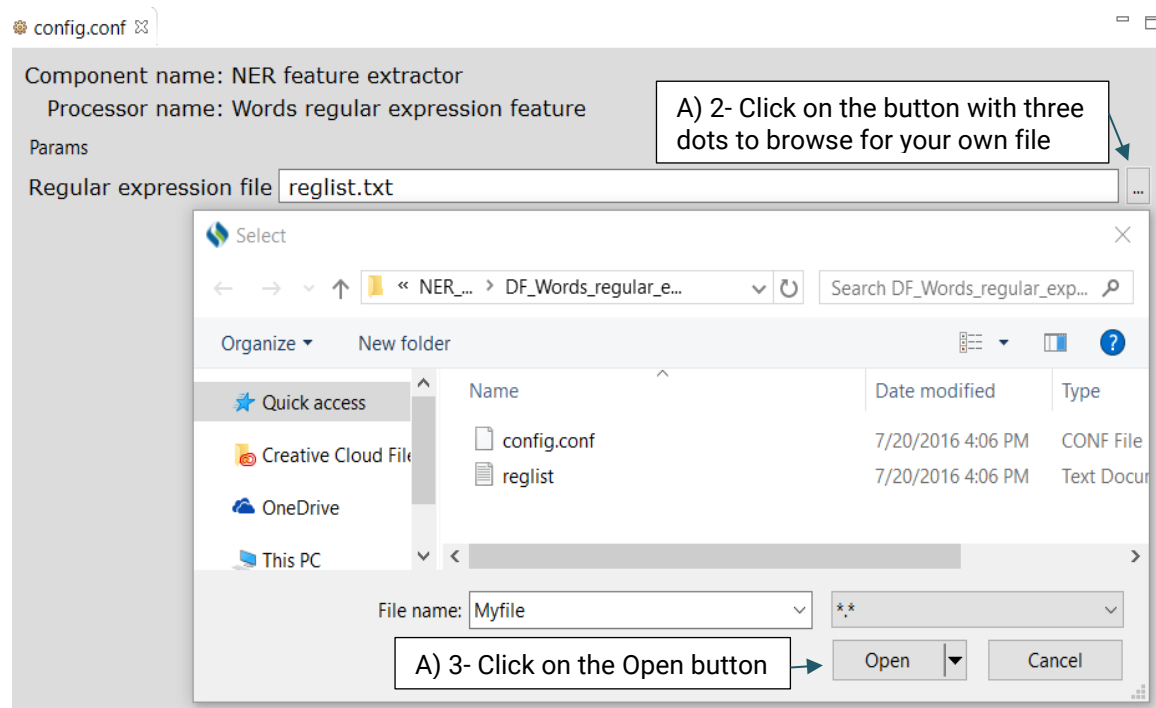 config.conf
Component name: NER feature extractor
Processor name: Words regular expression feature
A) 2- Click on the button with three
dots to browse for your own file
Params
Regular expression file reglist.txt ...
Select
« NER_... > DF_Words_regular_e... Search DF_Words_regular_exp...
Organize New folder ?
Name Date modified Type
Quick access
config.conf 7/20/2016 4:06 PM CONF File
Creative Cloud File
reglist 7/20/2016 4:06 PM Text Docur
OneDrive
This PC
File name: Myfile *.*
A) 3- Click on the Open button
Open Cancel